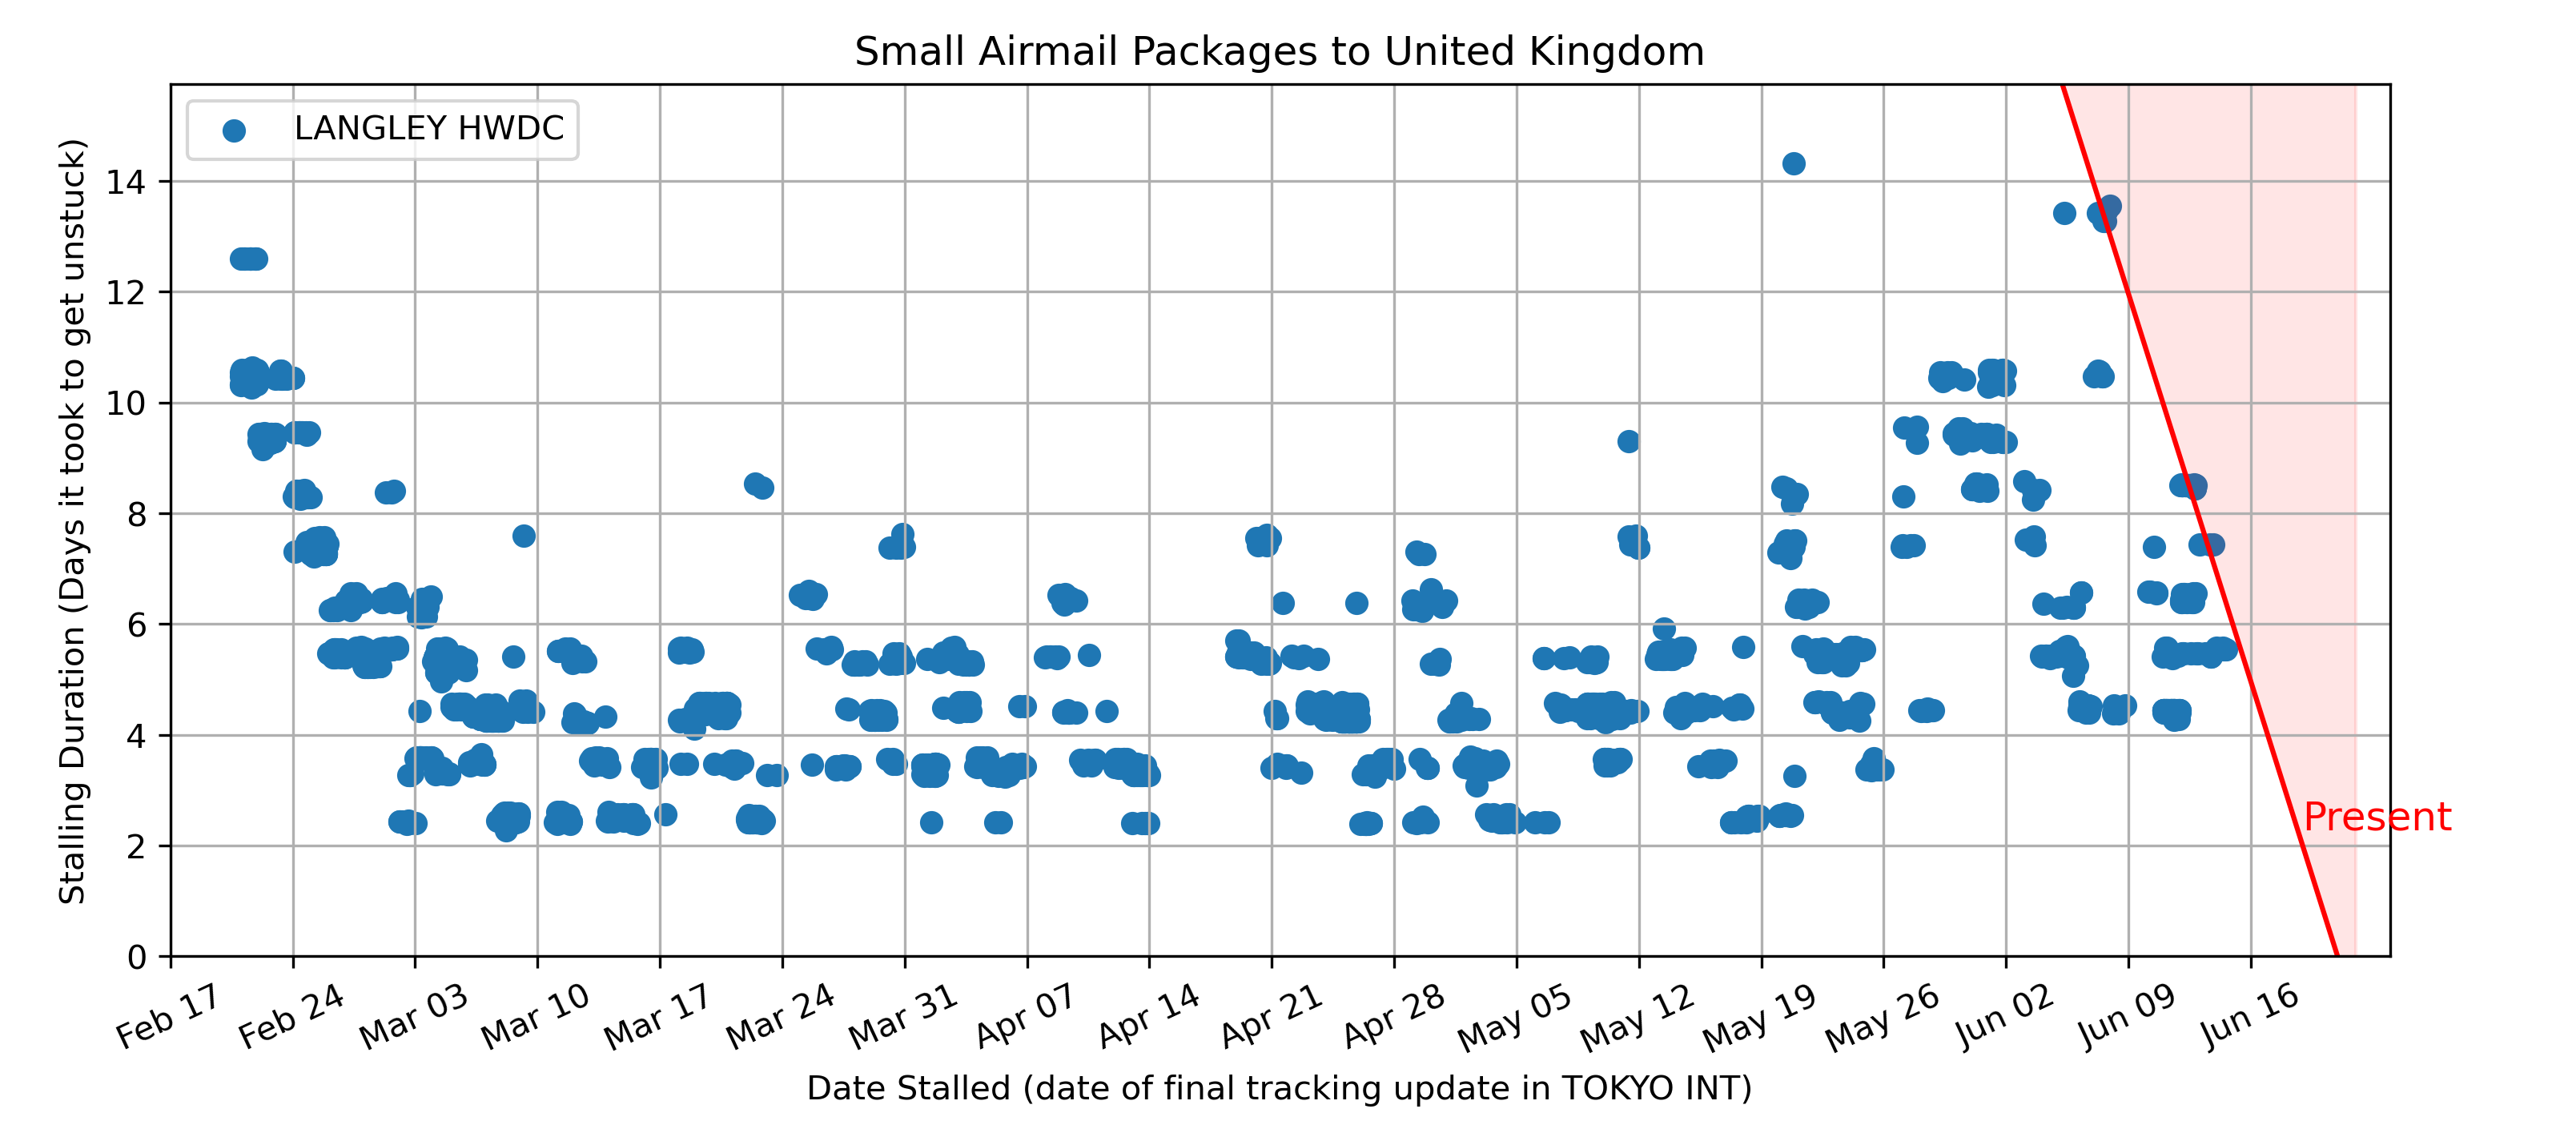 Small Airmail Packages to United Kingdom
LANGLEY HWDC
Stalling Duration (Days it took to get unstuck)
14
12
10
8
6
4
2
0
Present
Feb 17
Feb 24
Mar 03
Mar 10
Mar 17
Mar 24
Mar 31
Apr 07
Apr 14
Apr 21
Apr 28
May 05
May 12
May 19
May 26
Jun 02
Jun 09
Jun 16
Date Stalled (date of final tracking update in TOKYO INT)